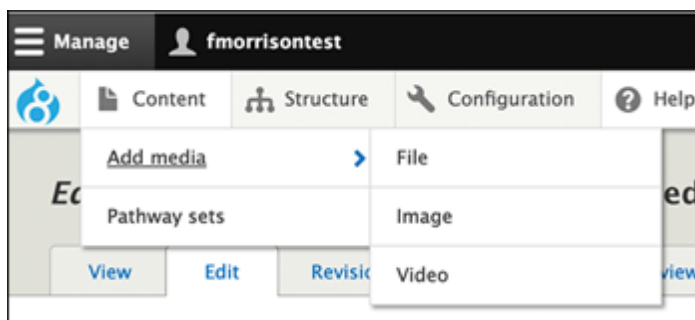 Manage fmorrisontest
Content Structure Configuration Help
Add media File
Pathway sets Image
View Edit Video